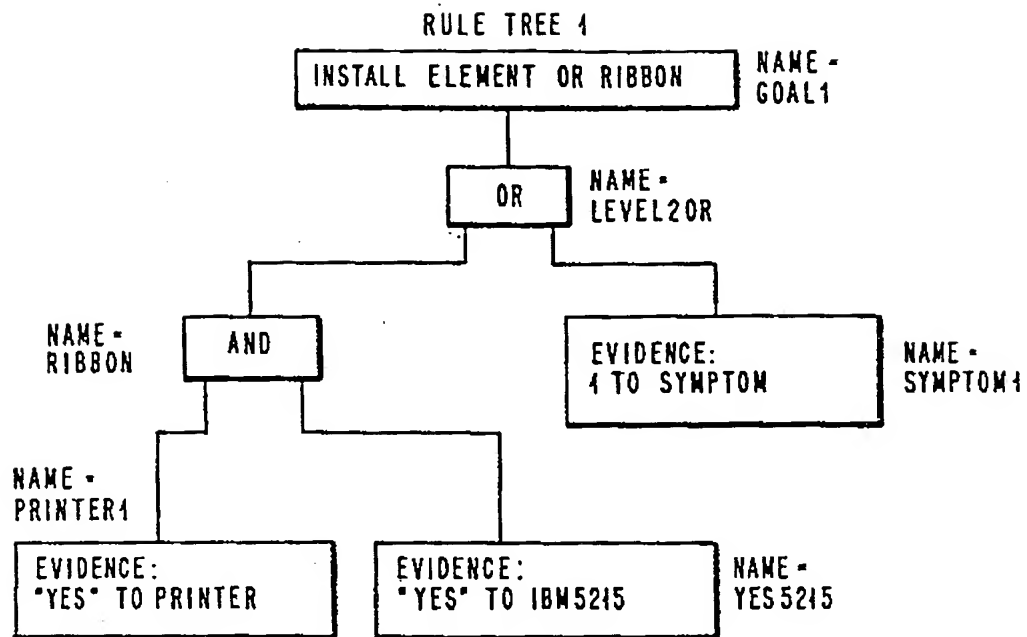 RULE TREE 1
INSTALL ELEMENT OR RIBBON
NAME =
GOAL1
OR
NAME =
LEVEL2OR
NAME =
RIBBON
AND
EVIDENCE:
1 TO SYMPTOM
NAME =
SYMPTOM1
NAME =
PRINTER1
EVIDENCE:
"YES" TO PRINTER
EVIDENCE:
"YES" TO IBM5215
NAME =
YES5215